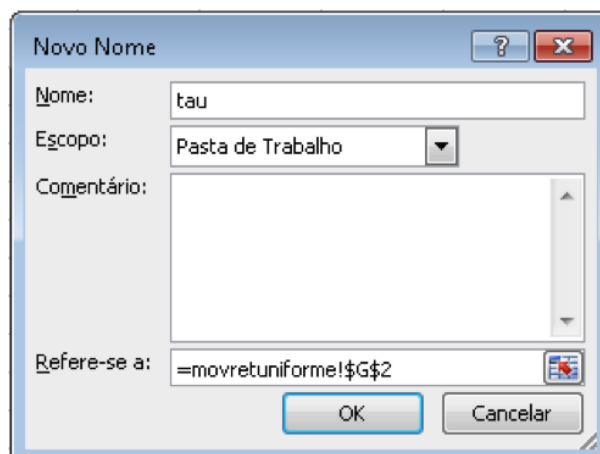 Novo Nome
Nome: tau
Escopo: Pasta de Trabalho
Comentário:
Refere-se a: =movretuniforme!$G$2
OK Cancelar